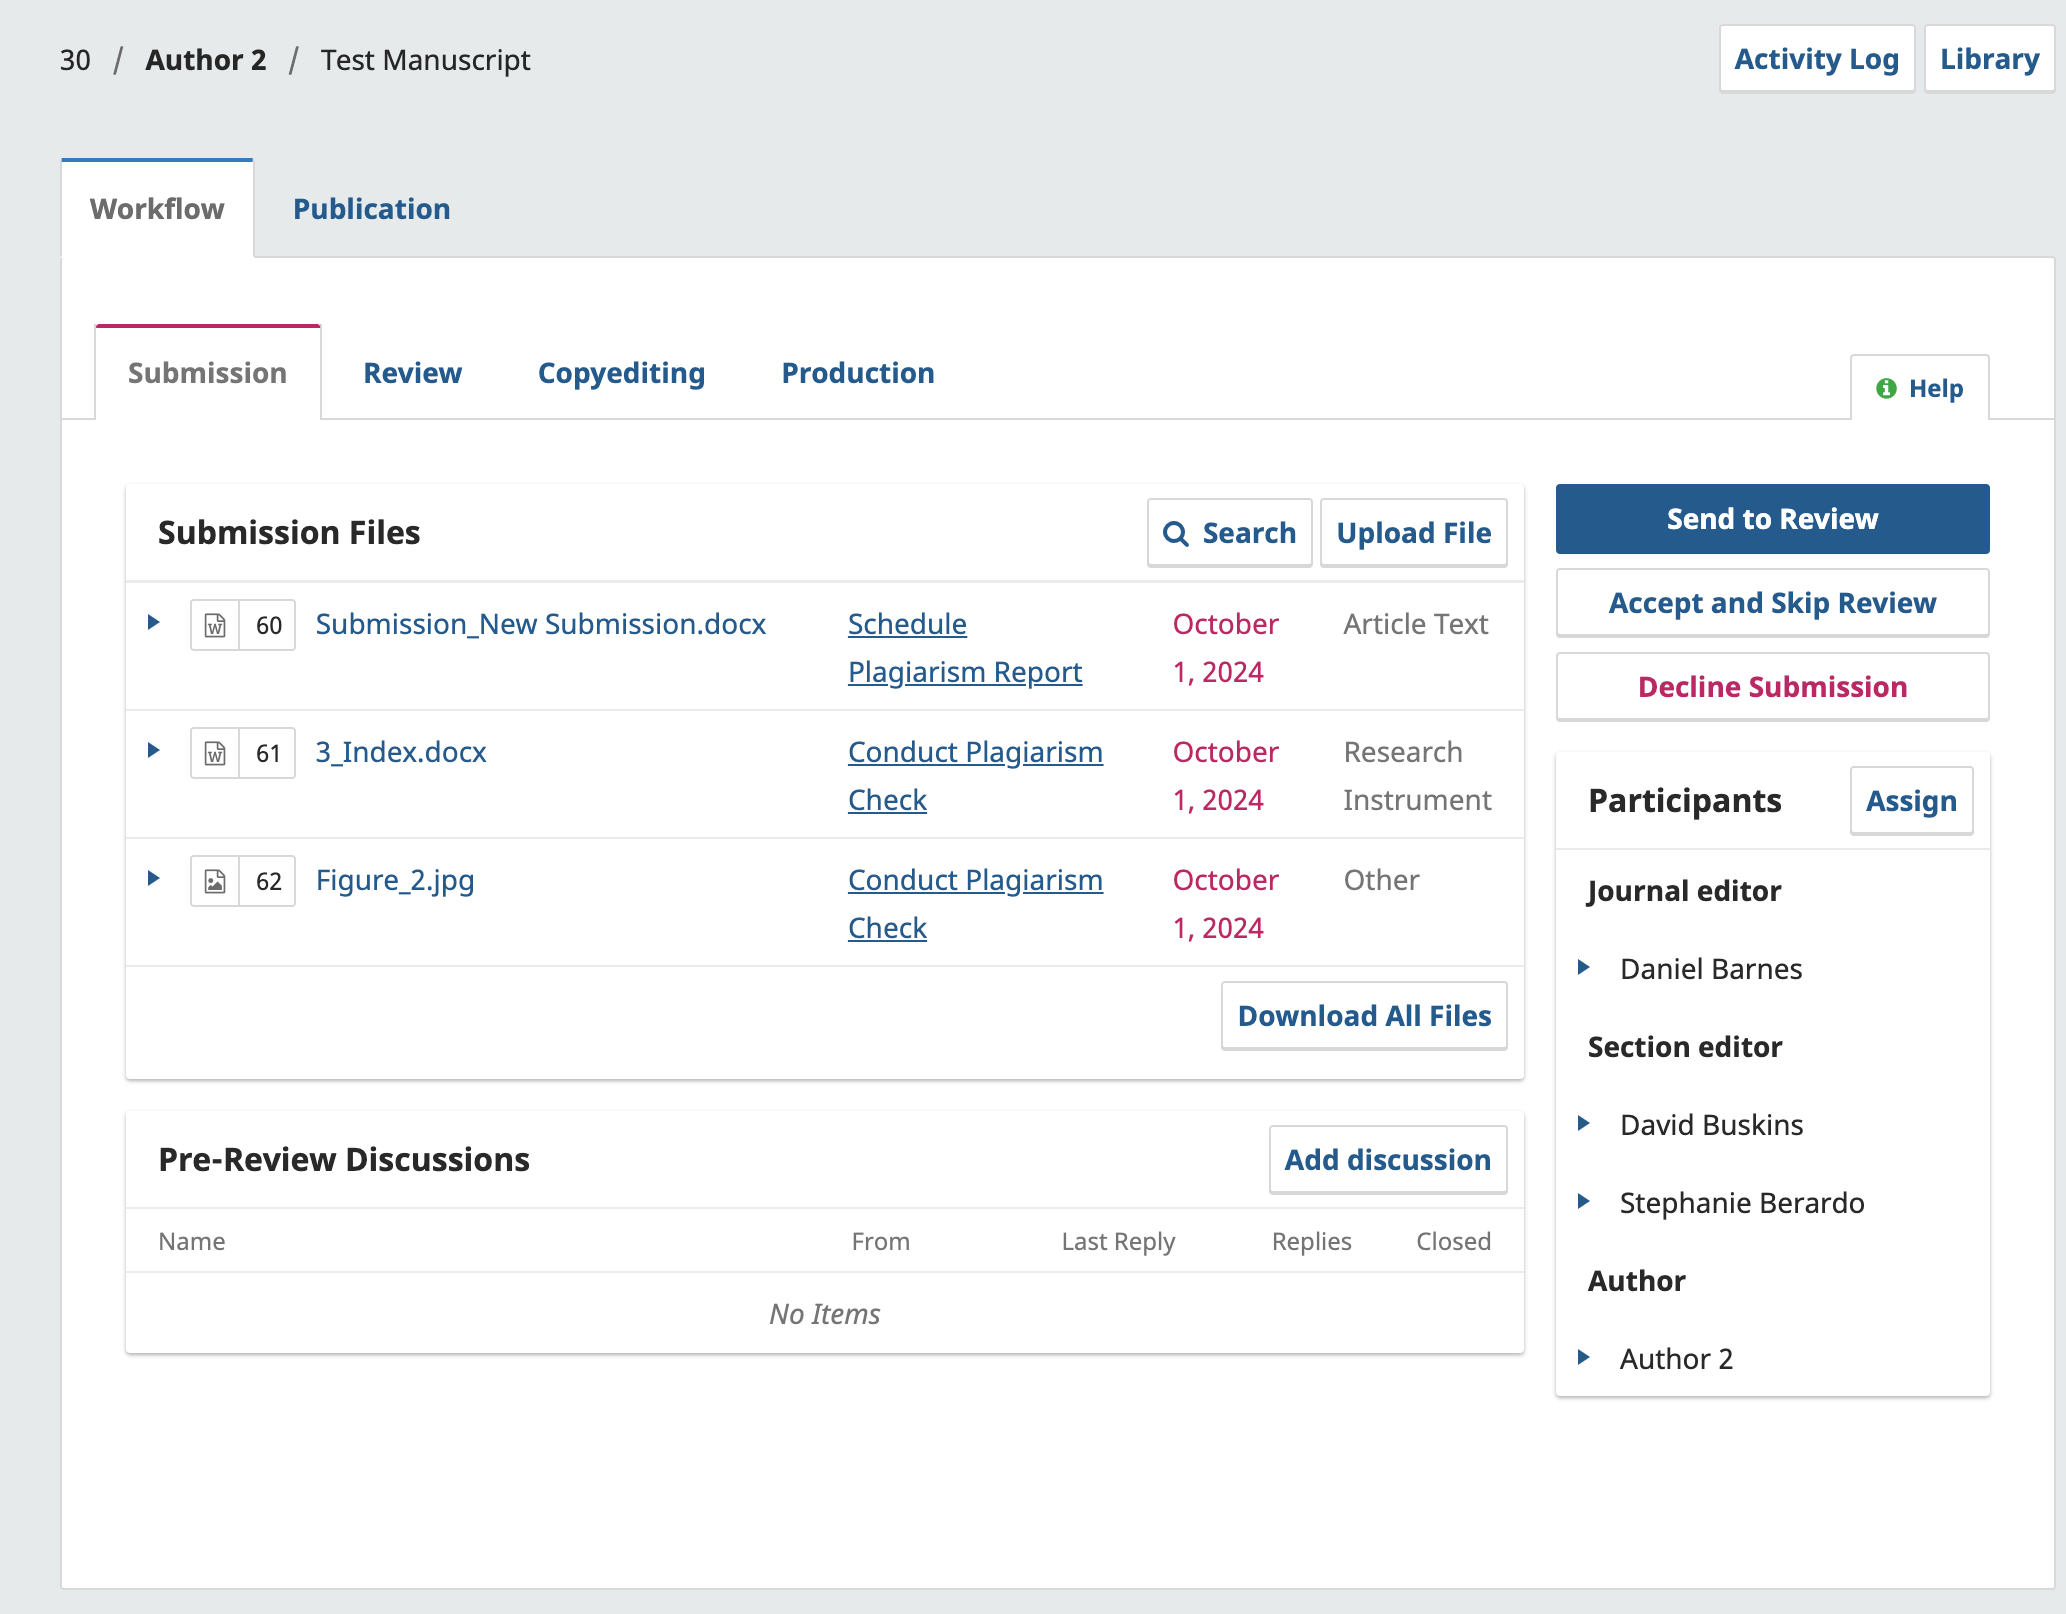 30 / Author 2 / Test Manuscript
Activity Log
Library
Workflow
Publication
Submission
Review
Copyediting
Production
Help
Submission Files
Search
Upload File
60 Submission_New Submission.docx
Schedule
Plagiarism Report
October
1, 2024
Article Text
61 3_Index.docx
Conduct Plagiarism
Check
October
1, 2024
Research
Instrument
62 Figure_2.jpg
Conduct Plagiarism
Check
October
1, 2024
Other
Download All Files
Pre-Review Discussions
Add discussion
Name From Last Reply Replies Closed
No Items
Send to Review
Accept and Skip Review
Decline Submission
Participants
Assign
Journal editor
Daniel Barnes
Section editor
David Buskins
Stephanie Berardo
Author
Author 2